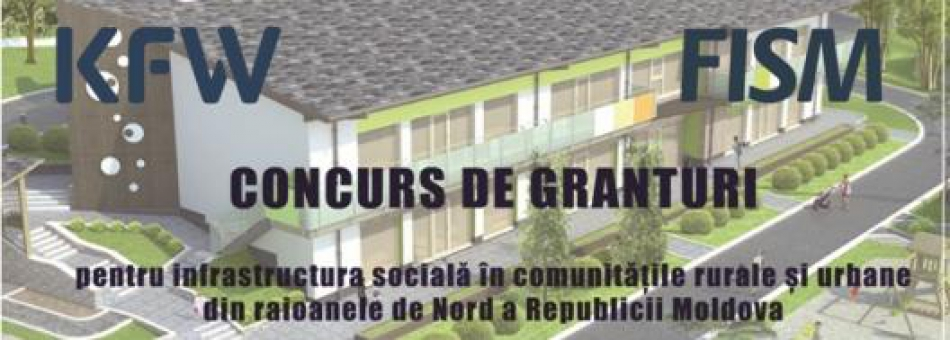 KFW FISM
CONCURS DE GRANTURI
pentru infrastructura socială în comunitățile rurale și urbane
din raioanele de Nord a Republicii Moldova